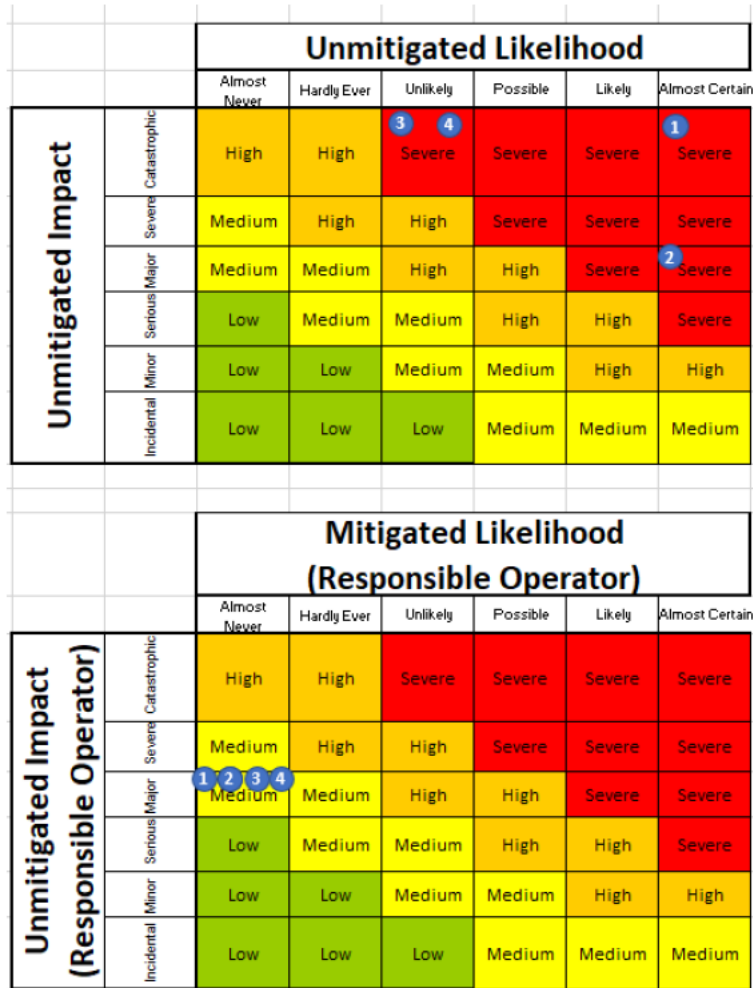 Unmitigated Likelihood
Almost Never Hardly Ever Unlikely Possible Likely Almost Certain
Unmitigated Impact
Catastrophic High High 3 4 Severe Severe Severe 1 Severe
Severe Medium High High Severe Severe Severe
Major Medium Medium High High Severe 2 Severe
Serious Low Medium Medium High High Severe
Minor Low Low Medium Medium High High
Incidental Low Low Low Medium Medium Medium
Mitigated Likelihood
(Responsible Operator)
Almost Never Hardly Ever Unlikely Possible Likely Almost Certain
Unmitigated Impact
(Responsible Operator)
Catastrophic High High Severe Severe Severe Severe
Severe Medium High High Severe Severe Severe
Major 1 2 3 4 Medium Medium High High Severe Severe
Serious Low Medium Medium High High Severe
Minor Low Low Medium Medium High High
Incidental Low Low Low Medium Medium Medium